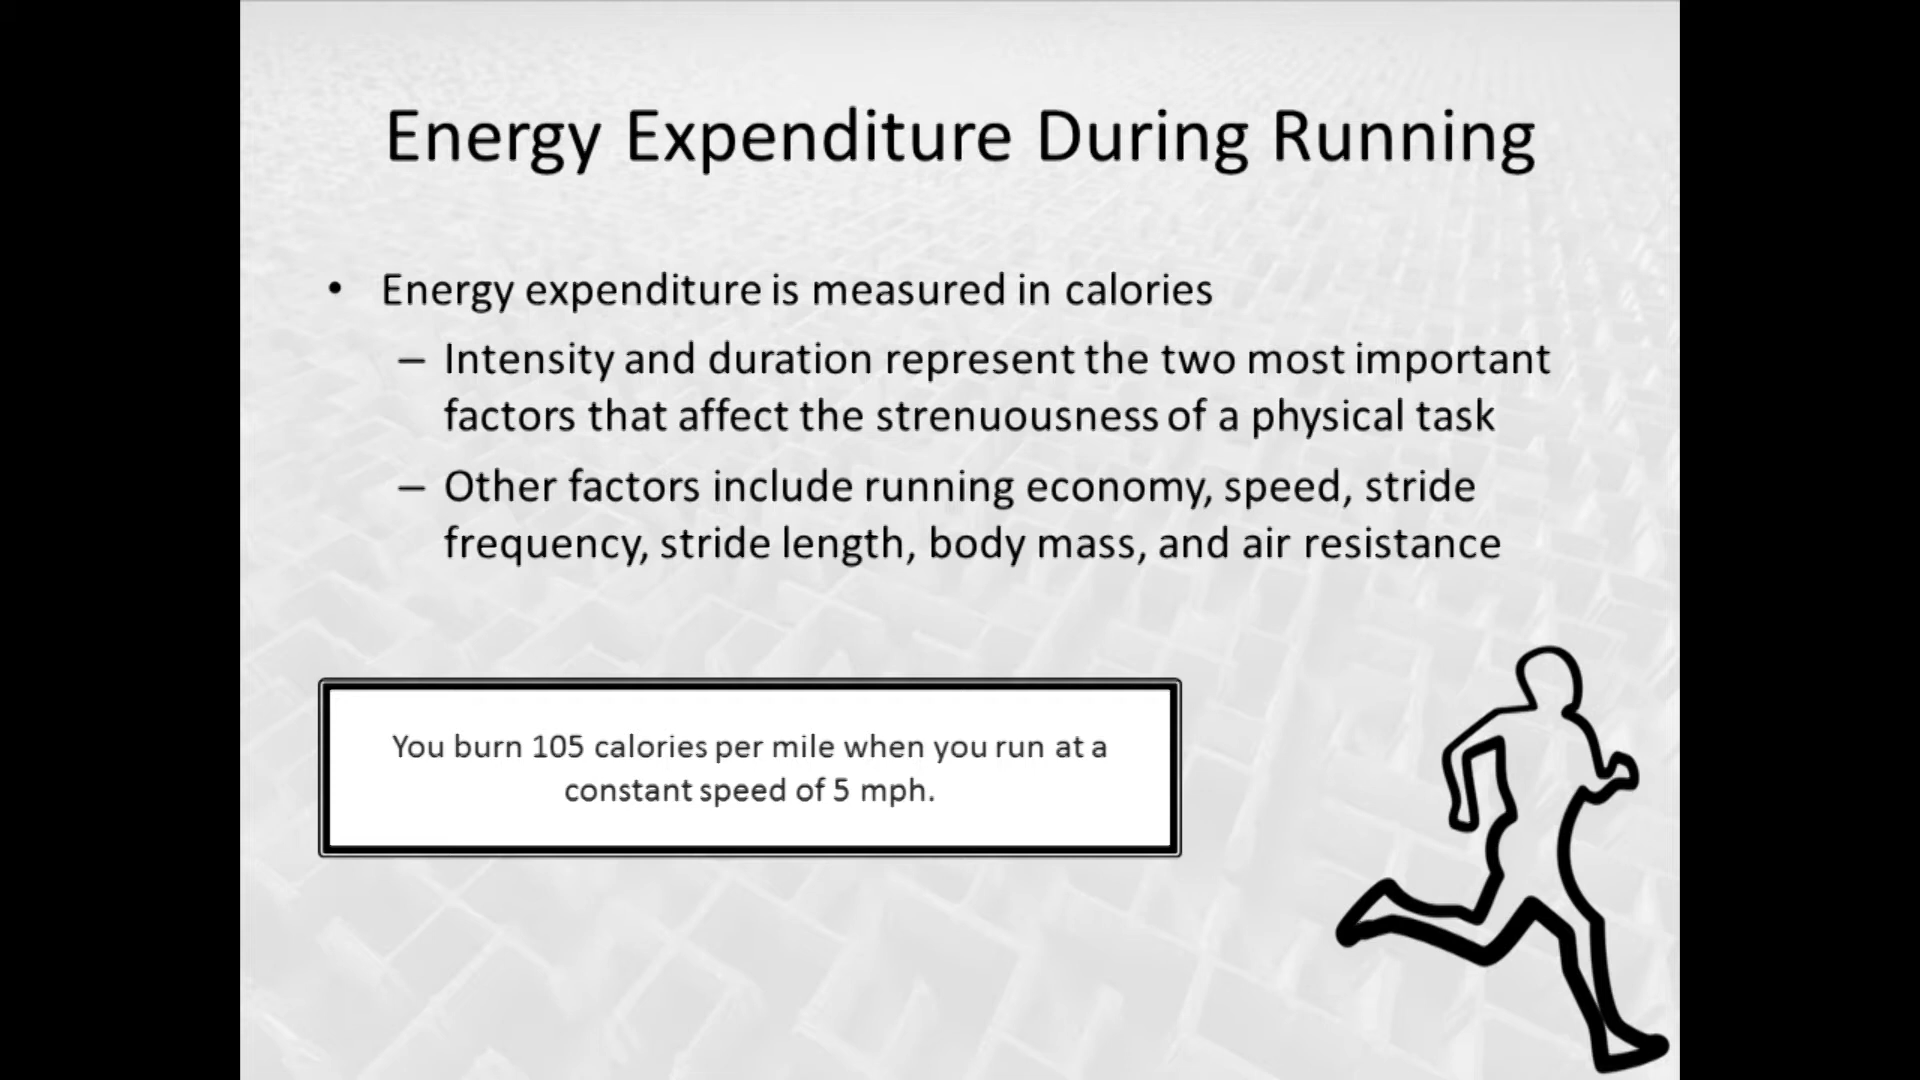 Energy Expenditure During Running
• Energy expenditure is measured in calories
– Intensity and duration represent the two most important
factors that affect the strenuousness of a physical task
– Other factors include running economy, speed, stride
frequency, stride length, body mass, and air resistance
You burn 105 calories per mile when you run at a
constant speed of 5 mph.